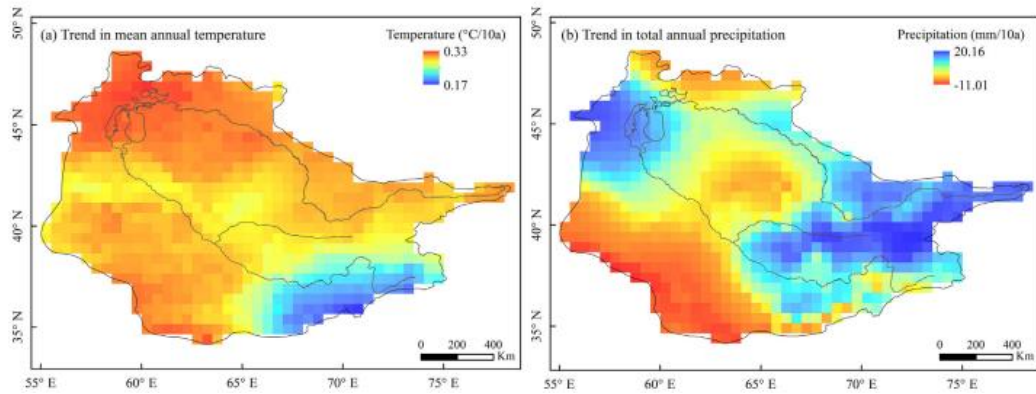 (a) Trend in mean annual temperature
Temperature (°C/10a)
0.33
0.17
50° N
45° N
40° N
35° N
0 200 400
Km
55° E 60° E 65° E 70° E 75° E
(b) Trend in total annual precipitation
Precipitation (mm/10a)
20.16
-11.01
50° N
45° N
40° N
35° N
0 200 400
Km
55° E 60° E 65° E 70° E 75° E